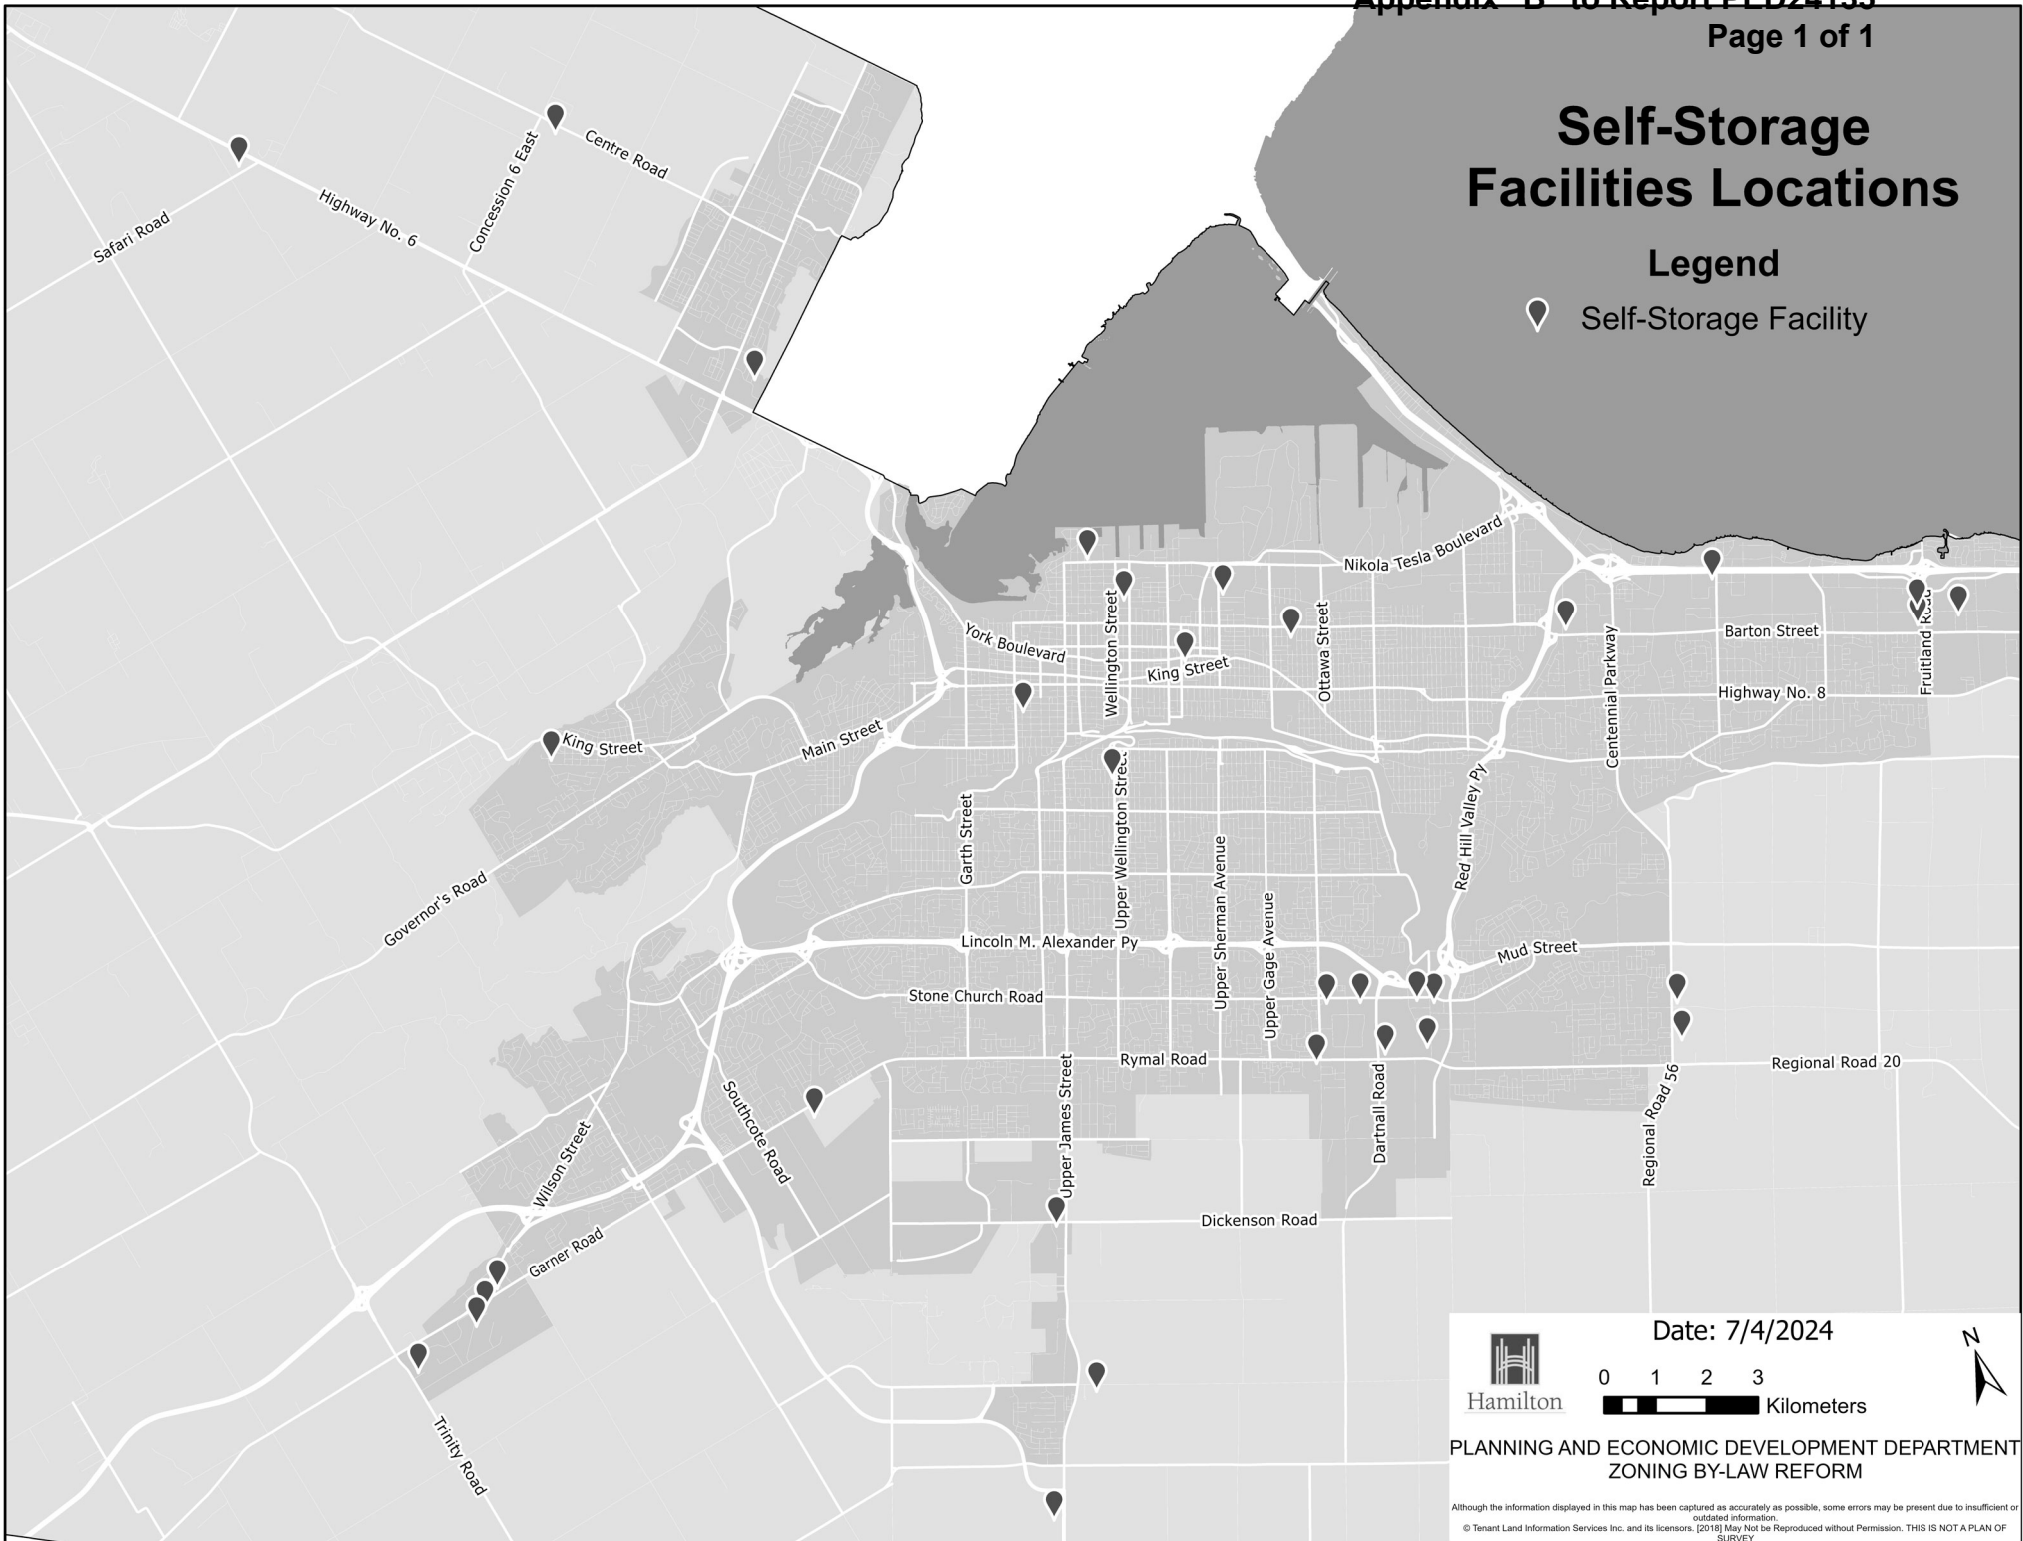 Appendix "B" to Report PED24135
Page 1 of 1
Self-Storage
Facilities Locations
Legend
Self-Storage Facility
Centre Road
Concession 6 East
Highway No. 6
Safari Road
Nikola Tesla Boulevard
York Boulevard
Wellington Street
King Street
Ottawa Street
Barton Street
Fruitland Road
Centennial Parkway
Highway No. 8
King Street
Main Street
Red Hill Valley Py
Garth Street
Upper Wellington Street
Upper Sherman Avenue
Upper Gage Avenue
Governor's Road
Lincoln M. Alexander Py
Mud Street
Stone Church Road
Rymal Road
Regional Road 20
Regional Road 56
Dartnall Road
Upper James Street
Southcote Road
Wilson Street
Garner Road
Dickenson Road
Trinity Road
Date: 7/4/2024
N
0 1 2 3
Kilometers
Hamilton
PLANNING AND ECONOMIC DEVELOPMENT DEPARTMENT
ZONING BY-LAW REFORM
Although the information displayed in this map has been captured as accurately as possible, some errors may be present due to insufficient or
outdated information.
© Tenant Land Information Services Inc. and its licensors. [2018] May Not be Reproduced without Permission. THIS IS NOT A PLAN OF
SURVEY